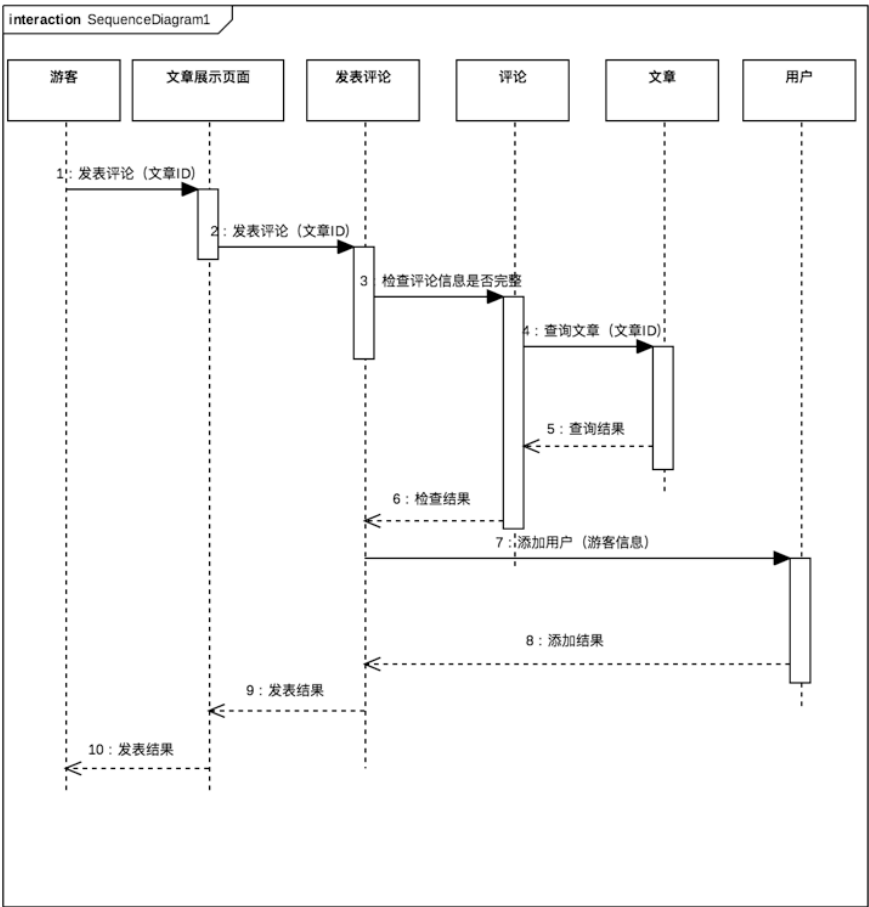 interaction SequenceDiagram1
游客 文章展示页面 发表评论 评论 文章 用户
1：发表评论（文章ID）
2：发表评论（文章ID）
3：检查评论信息是否完整
4：查询文章（文章ID）
5：查询结果
6：检查结果
7：添加用户（游客信息）
8：添加结果
9：发表结果
10：发表结果